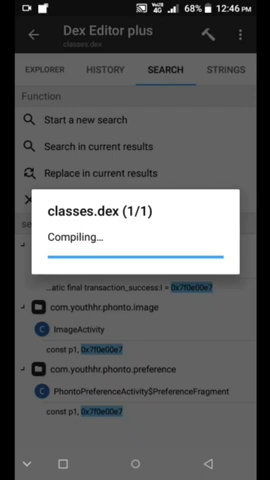 68% 12:46 PM
Dex Editor plus
classes.dex
EXPLORER HISTORY SEARCH STRINGS
Function
Start a new search
Search in current results
Replace in current results
classes.dex (1/1)
Compiling...
...atic final transaction_success:I = 0x7f0e00e7
com.youthhr.phonto.image
C ImageActivity
const p1, 0x7f0e00e7
com.youthhr.phonto.preference
C PhontoPreferenceActivity$PreferenceFragment
const p1, 0x7f0e00e7